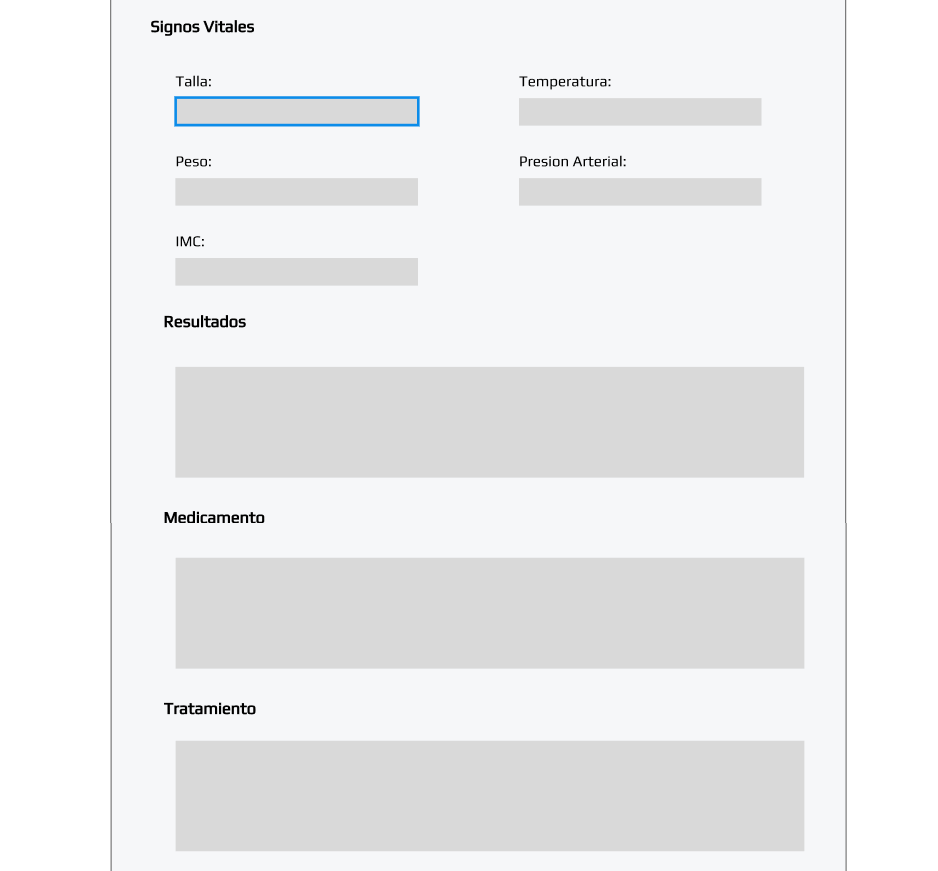 Signos Vitales
Talla:
Temperatura:
Peso:
Presion Arterial:
IMC:
Resultados
Medicamento
Tratamiento